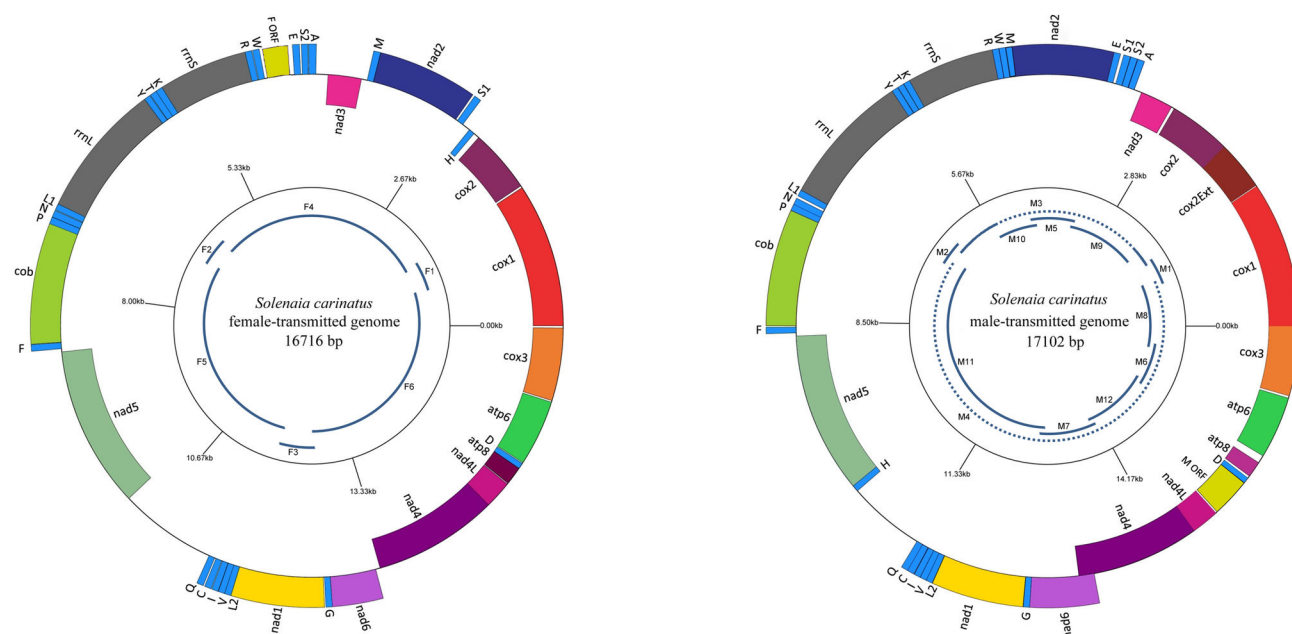 F ORF
E
S2
A
M
nad2
S1
W
R
rrnS
K
T
Y
rrnL
nad3
H
cox2
cox1
L1
N
P
cob
F
nad5
5.33kb
2.67kb
8.00kb
0.00kb
10.67kb
13.33kb
F4
F2
F1
F5
F6
F3
Solenaia carinatus
female-transmitted genome
16716 bp
cox3
atp6
D
atp8
nad4L
nad4
nad6
G
nad1
L2
V
I
C
Q
nad2
M
W
R
E
S1
S2
A
rrnS
K
T
Y
rrnL
nad3
cox2
cox2Ext
cox1
L1
N
P
cob
F
nad5
H
5.67kb
2.83kb
8.50kb
0.00kb
11.33kb
14.17kb
M3
M5
M10
M9
M2
M1
M8
M6
M11
M12
M4
M7
Solenaia carinatus
male-transmitted genome
17102 bp
cox3
atp6
atp8
D
M ORF
nad4L
nad4
nad6
G
nad1
L2
V
I
C
Q